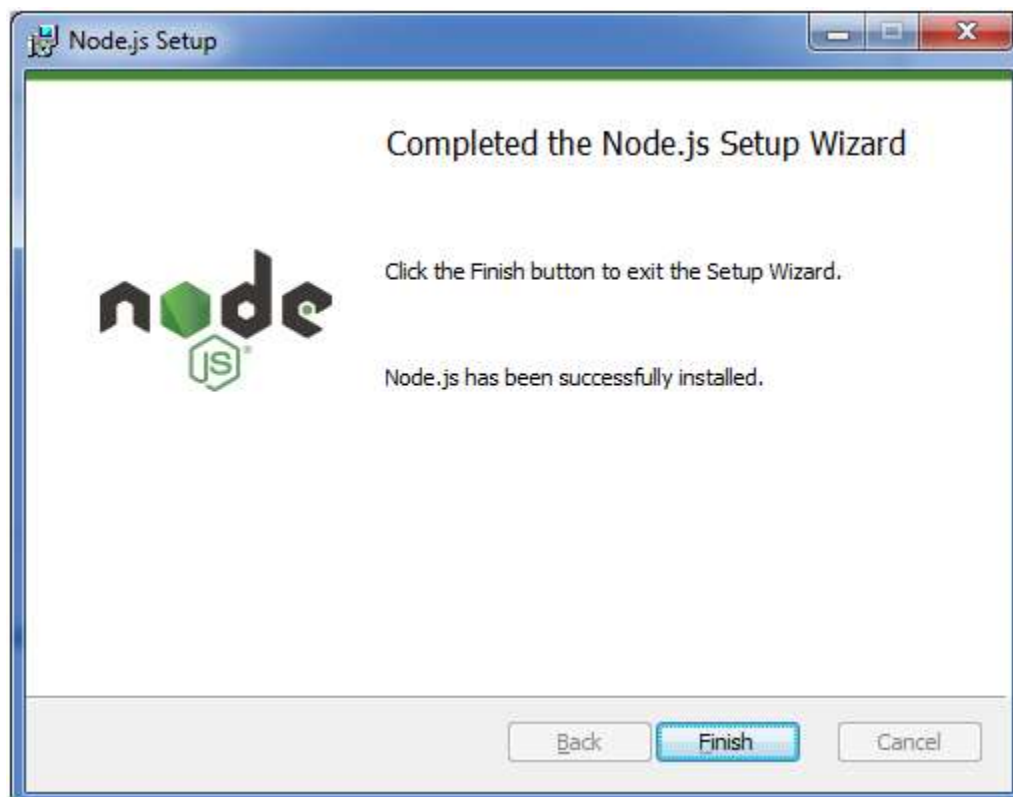 Node.js Setup
Completed the Node.js Setup Wizard
Click the Finish button to exit the Setup Wizard.
node
JS
Node.js has been successfully installed.
Back Finish Cancel